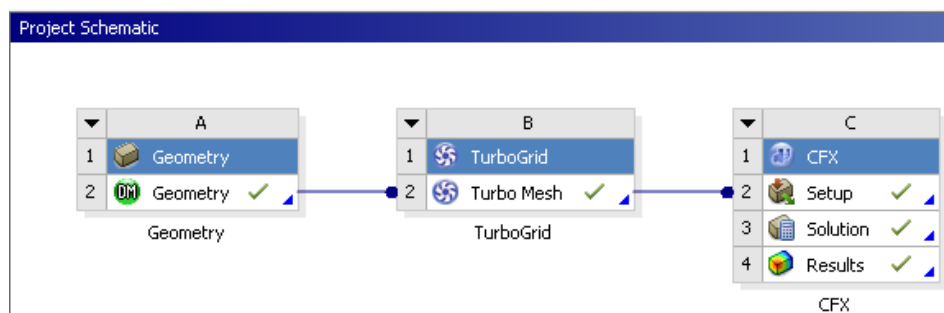 Project Schematic
A
1 Geometry
2 DM Geometry
Geometry
B
1 TurboGrid
2 Turbo Mesh
TurboGrid
C
1 CFX
2 Setup
3 Solution
4 Results
CFX